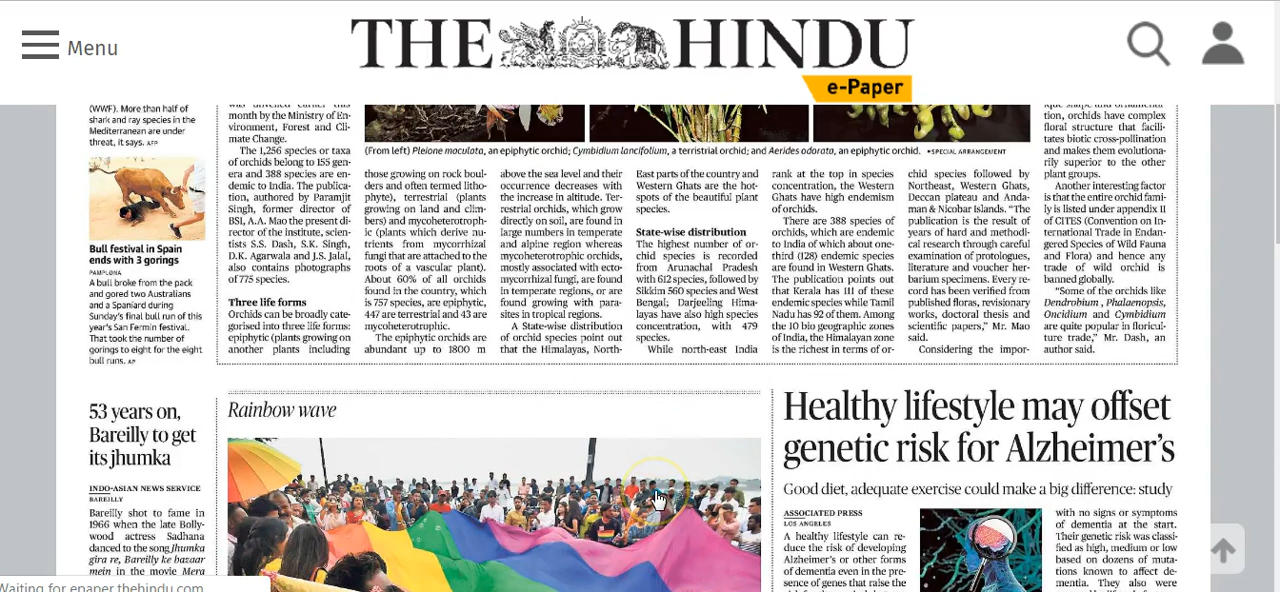 Menu
THE HINDU
e-Paper
(WWF). More than half of
shark and ray species in the
Mediterranean are under
threat, it says. AFP
Bull festival in Spain
ends with 3 gorings
PAMPLONA
A bull broke from the pack
and gored two Australians
and a Spaniard during
Sunday's final bull run of this
year's San Fermin festival.
That took the number of
gorings to eight for the eight
bull runs. AP
was unveiled earlier this
month by the Ministry of En-
vironment, Forest and Cli-
mate Change.
The 1,256 species or taxa
of orchids belong to 155 gen-
era and 388 species are en-
demic to India. The publica-
tion, authored by Paramjit
Singh, former director of
BSI, A.A. Mao the present di-
rector of the institute, scien-
tists S.S. Dash, S.K. Singh,
D.K. Agarwala and J.S. Jalal,
also contains photographs
of 775 species.
Three life forms
Orchids can be broadly cate-
gorised into three life forms:
epiphytic (plants growing on
another plants including
(From left) Pleione maculata, an epiphytic orchid; Cymbidium lancifolium, a terristrial orchid; and Aerides odorata, an epiphytic orchid. •SPECIAL ARRANGEMENT
those growing on rock boul-
ders and often termed litho-
phyte), terrestrial (plants
growing on land and clim-
bers) and mycoheterotroph-
ic (plants which derive nu-
trients from mycorrhizal
fungi that are attached to the
roots of a vascular plant).
About 60% of all orchids
found in the country, which
is 757 species, are epiphytic,
447 are terrestrial and 43 are
mycoheterotrophic.
The epiphytic orchids are
abundant up to 1800 m
above the sea level and their
occurrence decreases with
the increase in altitude. Ter-
restrial orchids, which grow
directly on soil, are found in
large numbers in temperate
and alpine region whereas
mycoheterotrophic orchids,
mostly associated with ecto-
mycorrhizal fungi, are found
in temperate regions, or are
found growing with para-
sites in tropical regions.
A State-wise distribution
of orchid species point out
that the Himalayas, North-
East parts of the country and
Western Ghats are the hot-
spots of the beautiful plant
species.
State-wise distribution
The highest number of or-
chid species is recorded
from Arunachal Pradesh
with 612 species, followed by
Sikkim 560 species and West
Bengal; Darjeeling Hima-
layas have also high species
concentration, with 479
species.
While north-east India
rank at the top in species
concentration, the Western
Ghats have high endemism
of orchids.
There are 388 species of
orchids, which are endemic
to India of which about one-
third (128) endemic species
are found in Western Ghats.
The publication points out
that Kerala has 111 of these
endemic species while Tamil
Nadu has 92 of them. Among
the 10 bio geographic zones
of India, the Himalayan zone
is the richest in terms of or-
chid species followed by
Northeast, Western Ghats,
Deccan plateau and Anda-
man & Nicobar Islands. “The
publication is the result of
years of hard and methodi-
cal research through careful
examination of protologues,
literature and voucher her-
barium specimens. Every re-
cord has been verified from
published floras, revisionary
works, doctoral thesis and
scientific papers,” Mr. Mao
said.
Considering the impor-
tion, orchids have complex
floral structure that facili-
tates biotic cross-pollination
and makes them evolutiona-
rily superior to the other
plant groups.
Another interesting factor
is that the entire orchid fami-
ly is listed under appendix II
of CITES (Convention on In-
ternational Trade in Endan-
gered Species of Wild Fauna
and Flora) and hence any
trade of wild orchid is
banned globally.
“Some of the orchids like
Dendrobium , Phalaenopsis,
Oncidium and Cymbidium
are quite popular in floricul-
ture trade,” Mr. Dash, an
author said.
53 years on,
Bareilly to get
its jhumka
INDO-ASIAN NEWS SERVICE
BAREILLY
Bareilly shot to fame in
1966 when the late Bolly-
wood actress Sadhana
danced to the song Jhumka
gira re, Bareilly ke bazaar
mein in the movie Mera
Rainbow wave
Healthy lifestyle may offset
genetic risk for Alzheimer's
Good diet, adequate exercise could make a big difference: study
ASSOCIATED PRESS
LOS ANGELES
A healthy lifestyle can re-
duce the risk of developing
Alzheimer's or other forms
of dementia even in the pre-
sence of genes that raise the
with no signs or symptoms
of dementia at the start.
Their genetic risk was classi-
fied as high, medium or low
based on dozens of muta-
tions known to affect de-
mentia. They also were
Waiting for epaper.thehindu.com